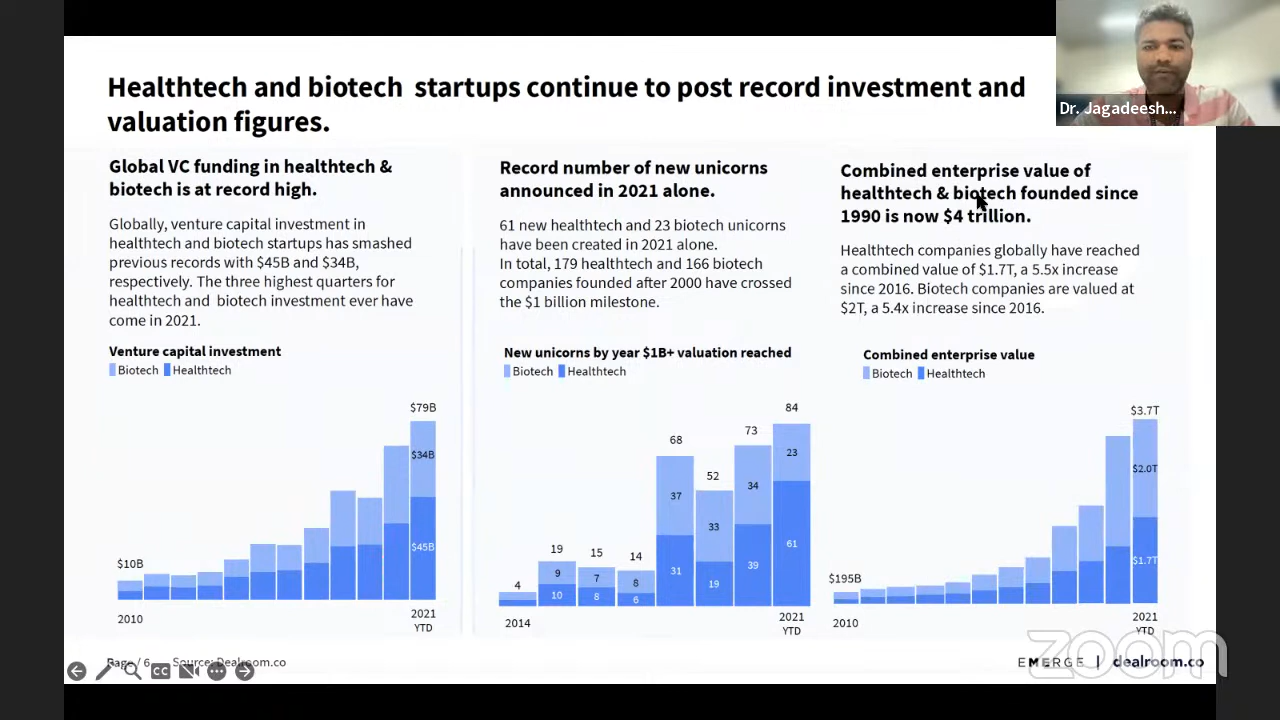 Healthtech and biotech startups continue to post record investment and
valuation figures.
Dr. Jagadeesh...
Global VC funding in healthtech &
biotech is at record high.
Globally, venture capital investment in
healthtech and biotech startups has smashed
previous records with $45B and $34B,
respectively. The three highest quarters for
healthtech and biotech investment ever have
come in 2021.
Venture capital investment
Biotech Healthtech
$79B
$34B
$45B
$10B
2010
2021
YTD
Record number of new unicorns
announced in 2021 alone.
61 new healthtech and 23 biotech unicorns
have been created in 2021 alone.
In total, 179 healthtech and 166 biotech
companies founded after 2000 have crossed
the $1 billion milestone.
New unicorns by year $1B+ valuation reached
Biotech Healthtech
4
19
9
10
15
7
8
14
8
6
68
37
31
52
33
19
73
34
39
84
23
61
2014
2021
YTD
Combined enterprise value of
healthtech & biotech founded since
1990 is now $4 trillion.
Healthtech companies globally have reached
a combined value of $1.7T, a 5.5x increase
since 2016. Biotech companies are valued at
$2T, a 5.4x increase since 2016.
Combined enterprise value
Biotech Healthtech
$3.7T
$2.0T
$1.7T
$195B
2010
2021
YTD
Page / 6 Source: Dealroom.co
CC
EMERGE | dealroom.co
zoom